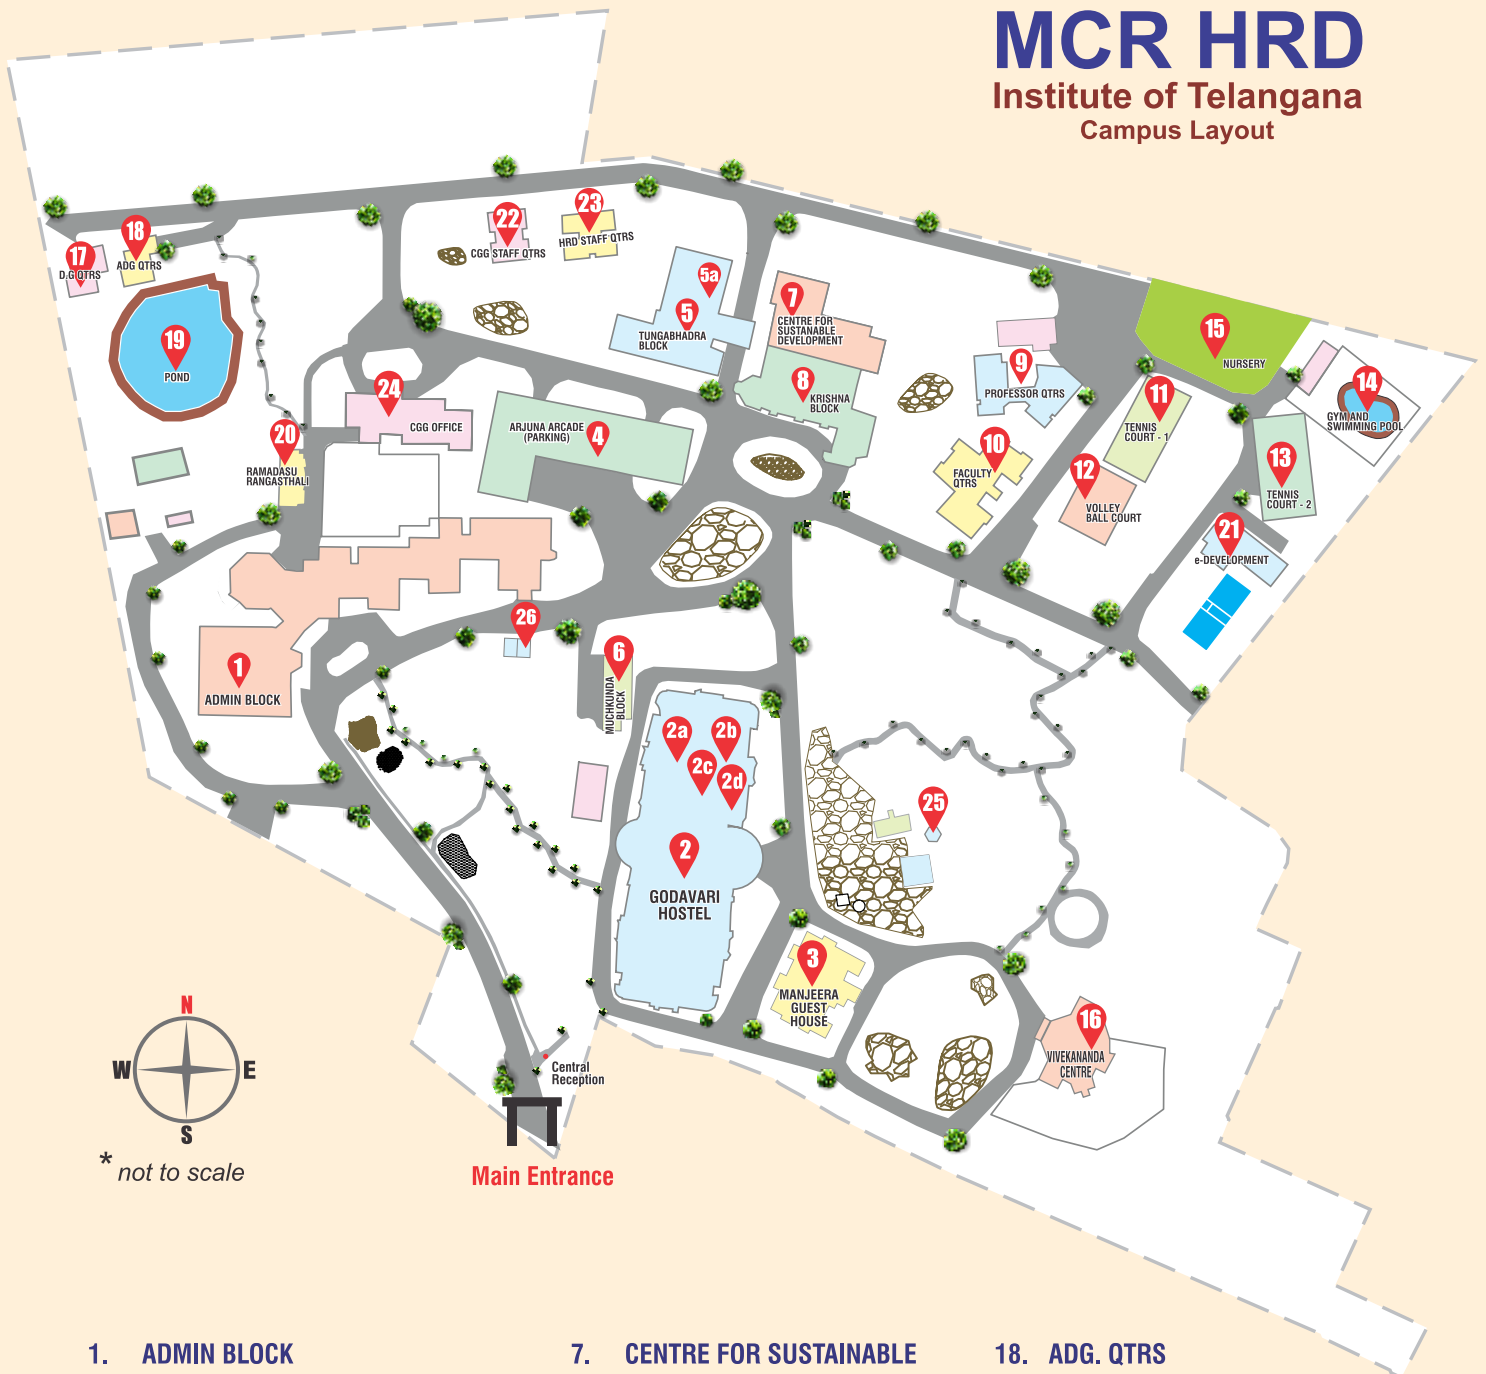 MCR HRD
Institute of Telangana
Campus Layout
23
22
18
17
HRD STAFF QTRS
CGG STAFF QTRS
ADG QTRS
D.G QTRS
5a
5
TUNGABHADRA
BLOCK
7
CENTRE FOR
SUSTANABLE
DEVELOPMENT
15
NURSERY
19
POND
9
PROFESSOR QTRS
8
KRISHNA
BLOCK
14
GYM AND
SWIMMING POOL
24
CGG OFFICE
11
TENNIS
COURT - 1
4
ARJUNA ARCADE
(PARKING)
20
RAMADASU
RANGASTHALI
10
FACULTY
QTRS
12
VOLLEY
BALL COURT
13
TENNIS
COURT - 2
21
e-DEVELOPMENT
26
6
MUCHKUNDA
BLOCK
1
ADMIN BLOCK
2a
2b
2c
2d
25
2
GODAVARI
HOSTEL
3
MANJEERA
GUEST
HOUSE
16
VIVEKANANDA
CENTRE
N
W
E
S
* not to scale
Central
Reception
Main Entrance
1. ADMIN BLOCK
7. CENTRE FOR SUSTAINABLE
18. ADG. QTRS